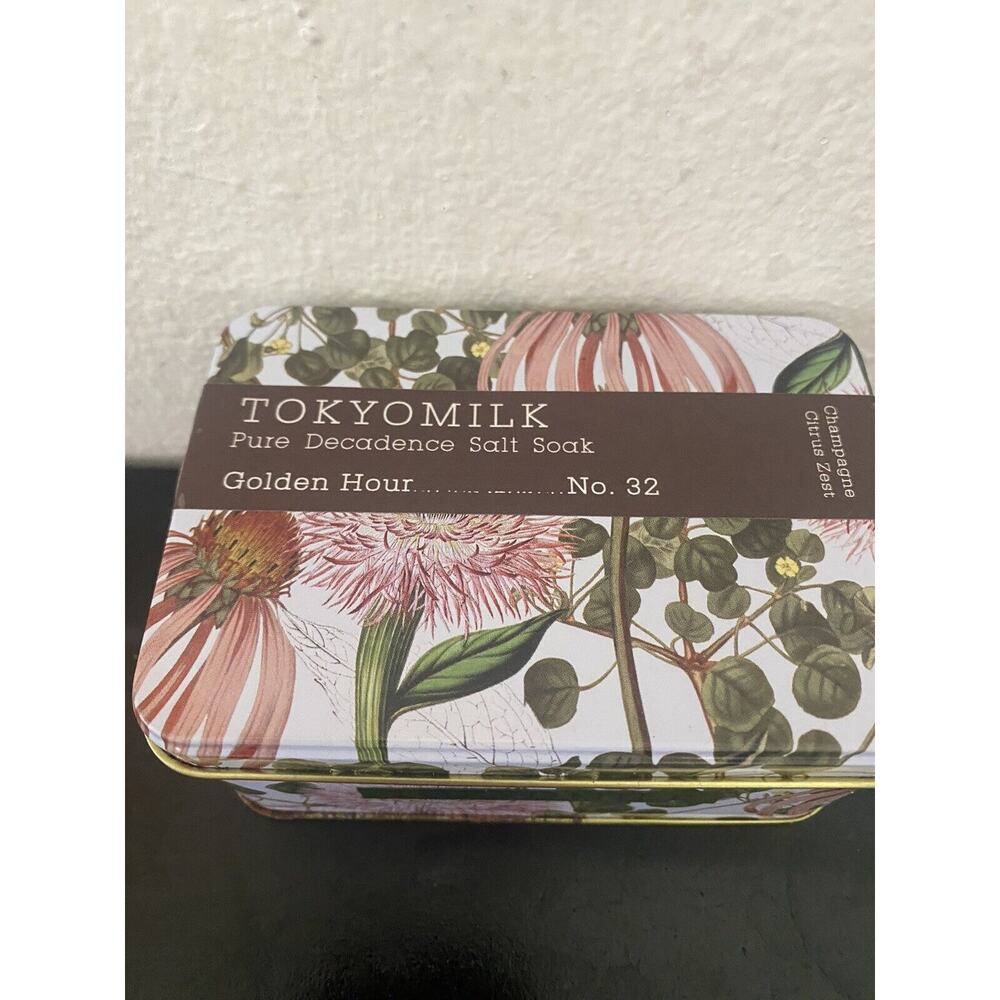 TOKYOMILK
Pure Decadence Salt Soak
Golden Hour..................No. 32
Champagne
Citrus Zest